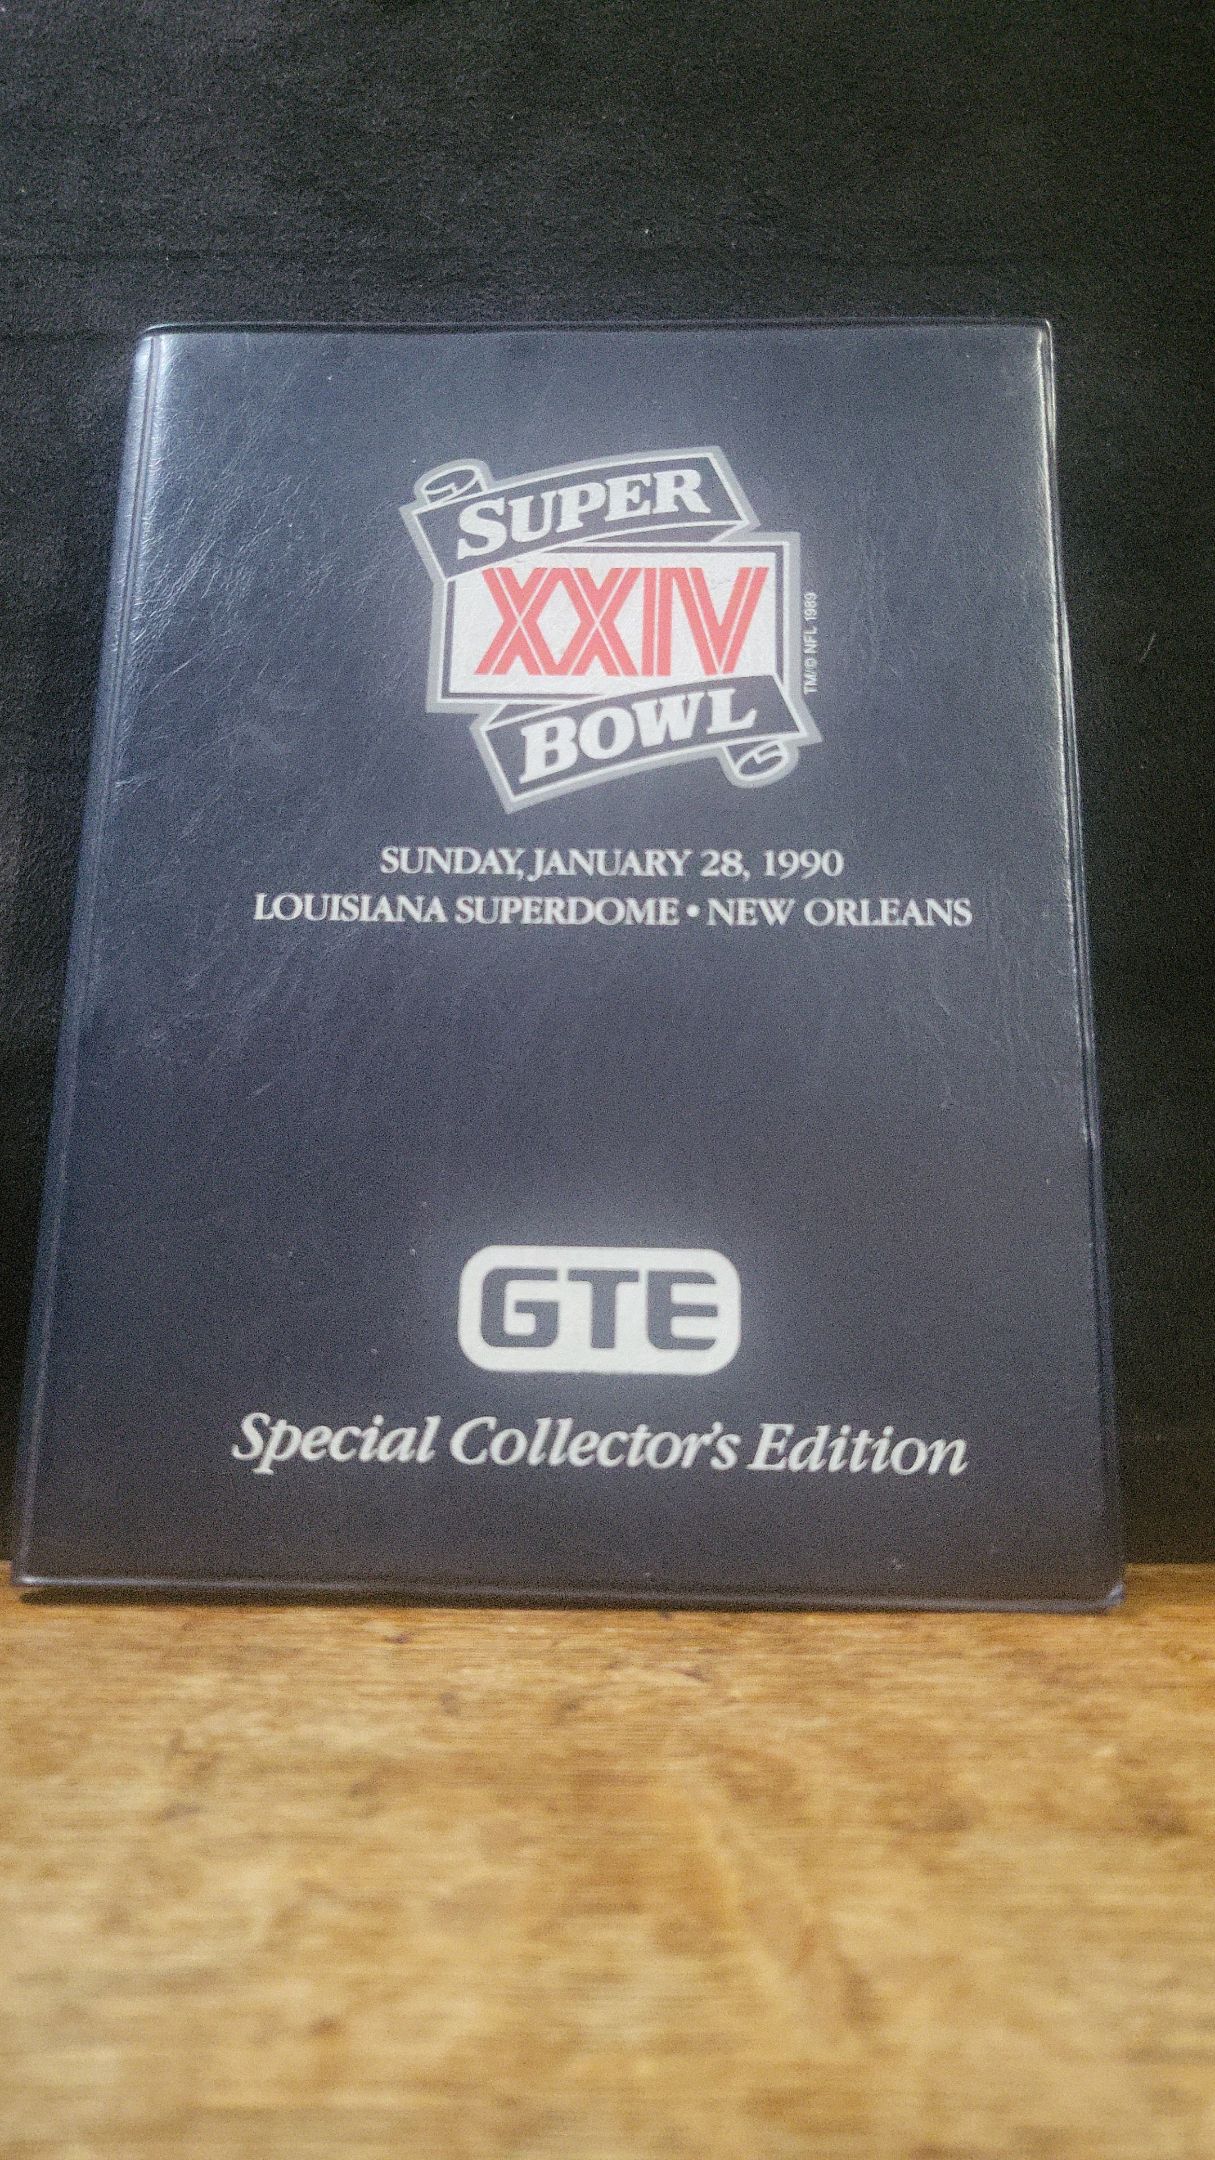 SUPER
XXIV
BOWL
TM/© NFL 1989
SUNDAY, JANUARY 28, 1990
LOUISIANA SUPERDOME • NEW ORLEANS
GTE
Special Collector's Edition